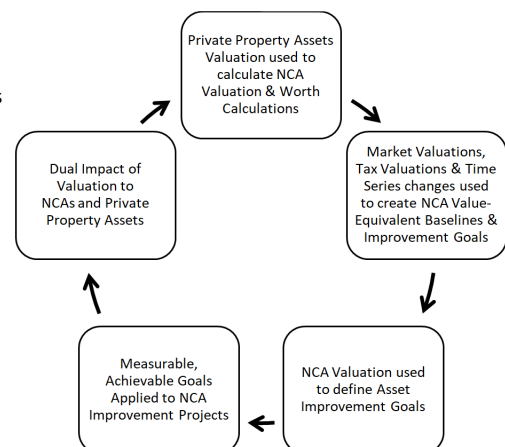 Private Property Assets
Valuation used to
calculate NCA
Valuation & Worth
Calculations
s
Market Valuations,
Tax Valuations & Time
Series changes used
to create NCA Value-
Equivalent Baselines &
Improvement Goals
NCA Valuation used
to define Asset
Improvement Goals
Measurable,
Achievable Goals
Applied to NCA
Improvement Projects
Dual Impact of
Valuation to
NCAs and Private
Property Assets